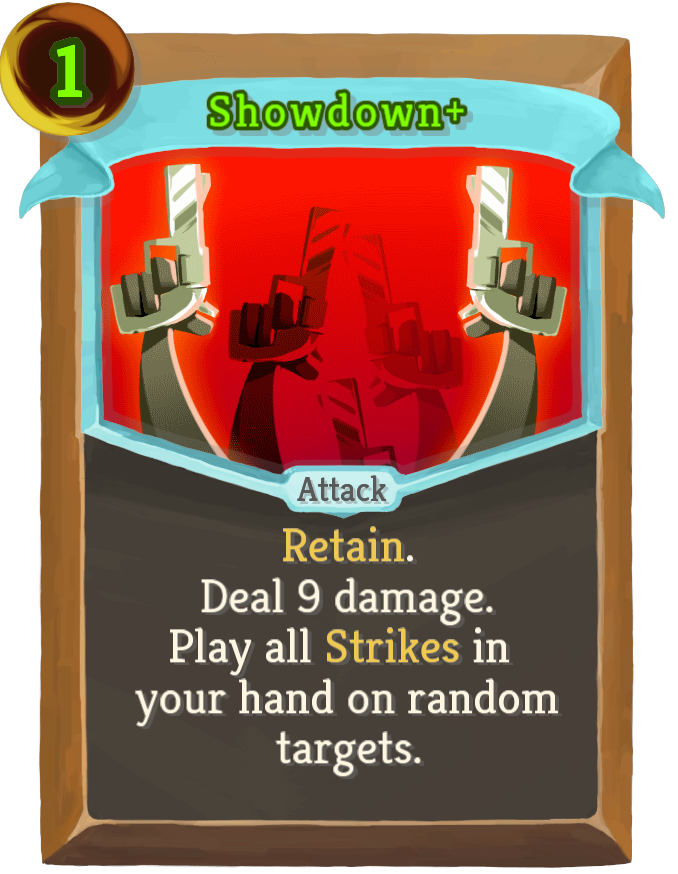 1
Showdown+
Attack
Retain.
Deal 9 damage.
Play all Strikes in
your hand on random
targets.